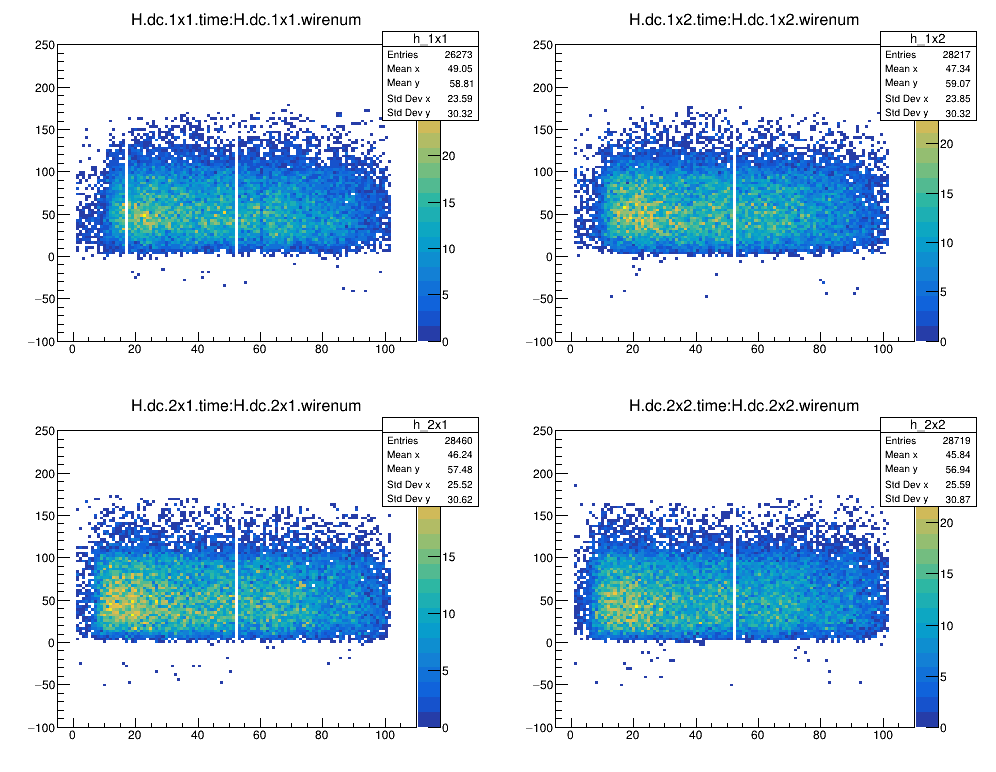 H.dc.1x1.time:H.dc.1x1.wirenum
h_1x1
Entries 26273
Mean x 49.05
Mean y 58.81
Std Dev x 23.59
Std Dev y 30.32
250
200
150
100
50
0
−50
−100
0 20 40 60 80 100
20
15
10
5
0
H.dc.1x2.time:H.dc.1x2.wirenum
h_1x2
Entries 28217
Mean x 47.34
Mean y 59.07
Std Dev x 23.85
Std Dev y 30.32
250
200
150
100
50
0
−50
−100
0 20 40 60 80 100
20
15
10
5
0
H.dc.2x1.time:H.dc.2x1.wirenum
h_2x1
Entries 28460
Mean x 46.24
Mean y 57.48
Std Dev x 25.52
Std Dev y 30.62
250
200
150
100
50
0
−50
−100
0 20 40 60 80 100
15
10
5
0
H.dc.2x2.time:H.dc.2x2.wirenum
h_2x2
Entries 28719
Mean x 45.84
Mean y 56.94
Std Dev x 25.59
Std Dev y 30.87
250
200
150
100
50
0
−50
−100
0 20 40 60 80 100
20
15
10
5
0